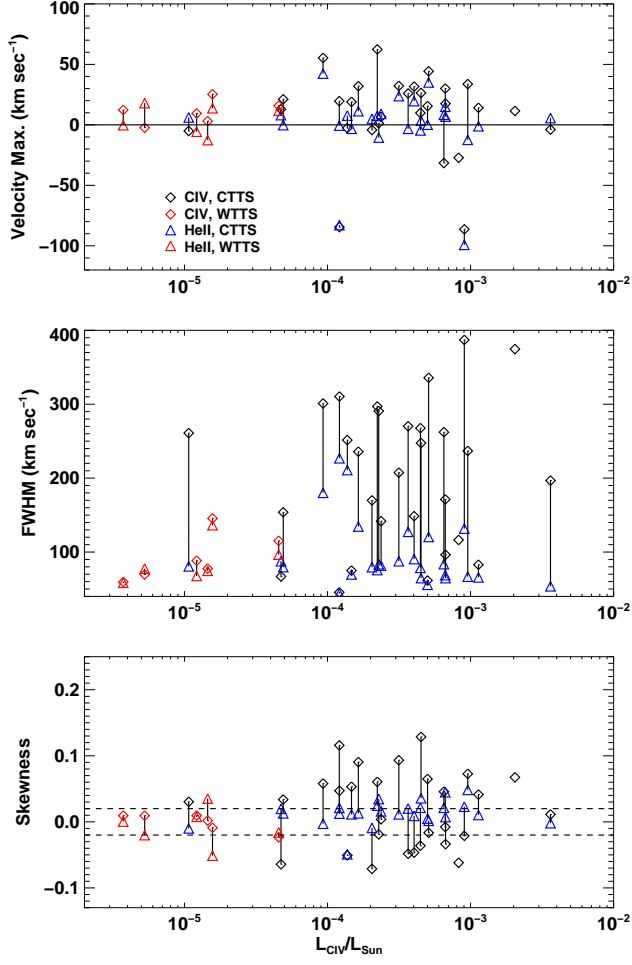 Velocity Max. (km sec⁻¹)
100
50
0
−50
−100
CIV, CTTS
CIV, WTTS
HeII, CTTS
HeII, WTTS
10⁻⁵ 10⁻⁴ 10⁻³ 10⁻²
FWHM (km sec⁻¹)
400
300
200
100
10⁻⁵ 10⁻⁴ 10⁻³ 10⁻²
Skewness
0.2
0.1
0.0
−0.1
10⁻⁵ 10⁻⁴ 10⁻³ 10⁻²
L_CIV/L_Sun